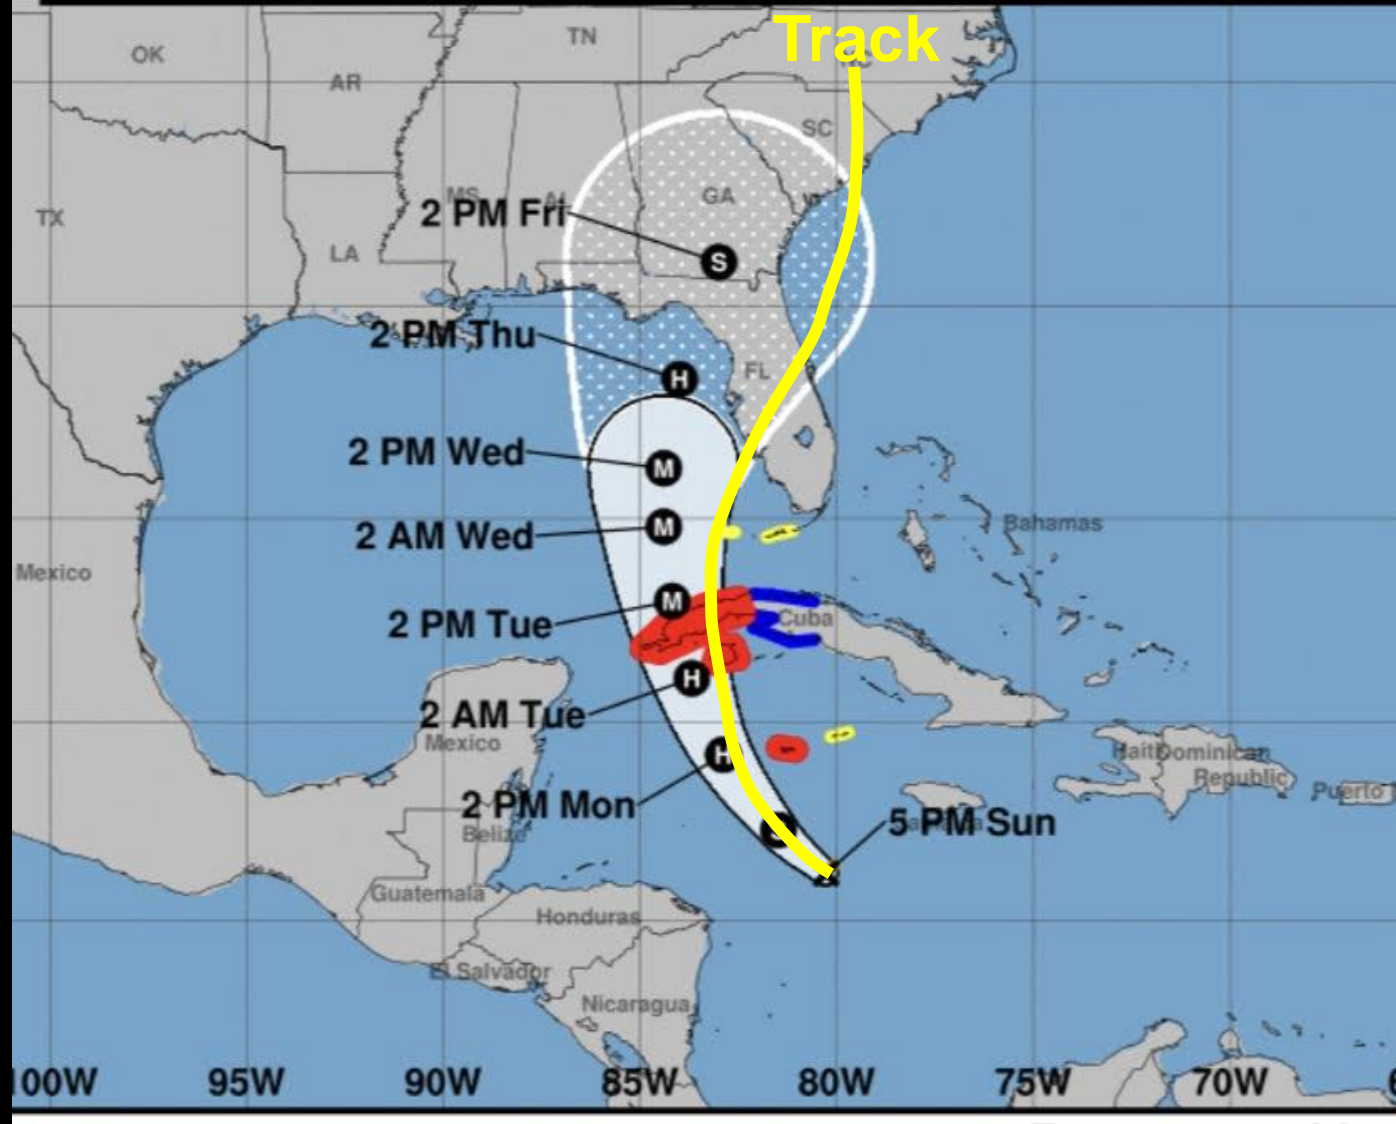 Track
OK
AR
TN
NC
SC
MS
AL
GA
TX
LA
2 PM Fri
S
2 PM Thu
H
FL
2 PM Wed
M
2 AM Wed
M
Bahamas
Mexico
2 PM Tue
M
Cuba
2 AM Tue
H
Mexico
Haiti
Dominican
Republic
Puerto
2 PM Mon
H
5 PM Sun
Belize
Guatemala
Honduras
El Salvador
Nicaragua
100W 95W 90W 85W 80W 75W 70W